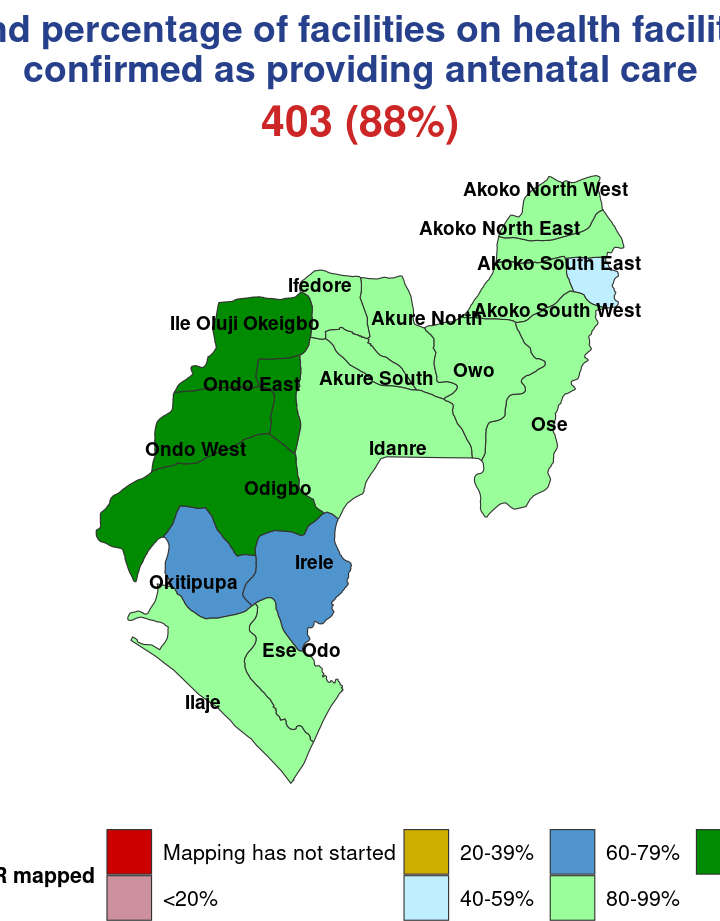 percentage of facilities on health
confirmed as providing antenatal care
403 (88%)
Akoko North West
Akoko North East
Akoko South East
Ifedore
Akoko South West
Ile Oluji Okeigbo
Akure North
Owo
Akure South
Ondo East
Ose
Idanre
Ondo West
Odigbo
Irele
Okitipupa
Ese Odo
Ilaje
Mapping has not started
20-39%
60-79%
mapped
<20%
40-59%
80-99%